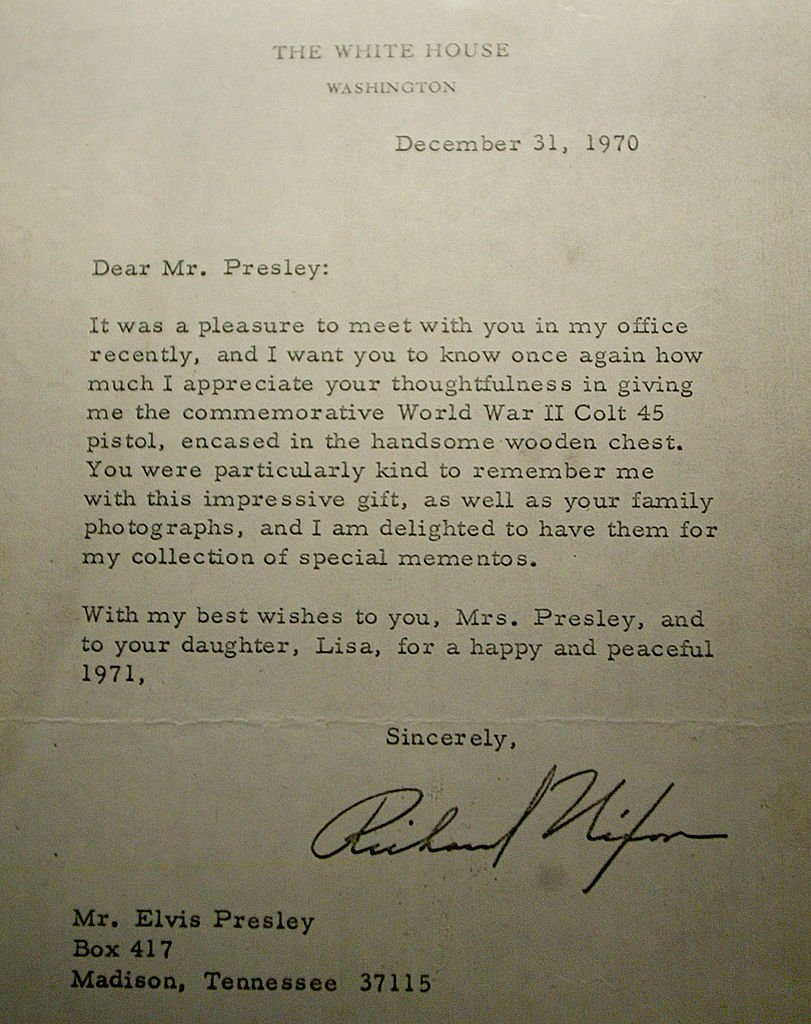 THE WHITE HOUSE
WASHINGTON
December 31, 1970
Dear Mr. Presley:
It was a pleasure to meet with you in my office
recently, and I want you to know once again how
much I appreciate your thoughtfulness in giving
me the commemorative World War II Colt 45
pistol, encased in the handsome wooden chest.
You were particularly kind to remember me
with this impressive gift, as well as your family
photographs, and I am delighted to have them for
my collection of special mementos.
With my best wishes to you, Mrs. Presley, and
to your daughter, Lisa, for a happy and peaceful
1971,
Sincerely,
Richard Nixon
Mr. Elvis Presley
Box 417
Madison, Tennessee 37115